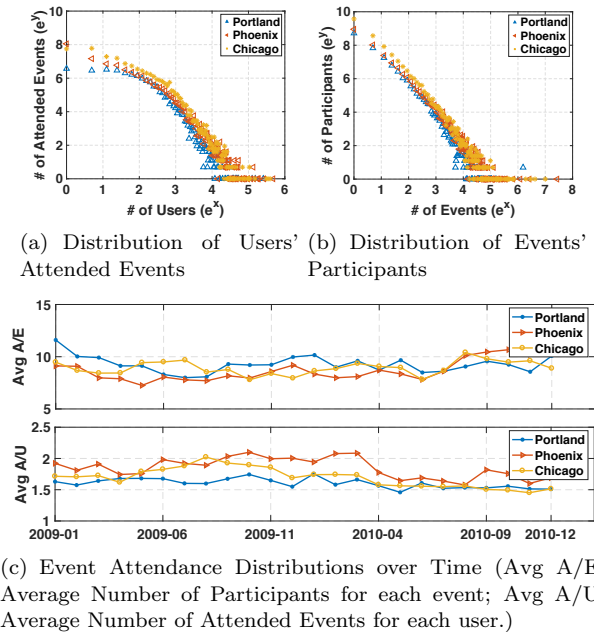 Portland
Phoenix
Chicago
# of Attended Events (e^y)
10
8
6
4
2
0
0 1 2 3 4 5 6
# of Users (e^x)
Portland
Phoenix
Chicago
# of Participants (e^y)
10
8
6
4
2
0
0 1 2 3 4 5 6 7 8
# of Events (e^x)
(a) Distribution of Users'
Attended Events
(b) Distribution of Events'
Participants
Avg A/E
15
10
5
Portland
Phoenix
Chicago
Avg A/U
2.5
2
1.5
1
Portland
Phoenix
Chicago
2009-01 2009-06 2009-11 2010-04 2010-09 2010-12
(c) Event Attendance Distributions over Time (Avg A/E
Average Number of Participants for each event; Avg A/U
Average Number of Attended Events for each user.)